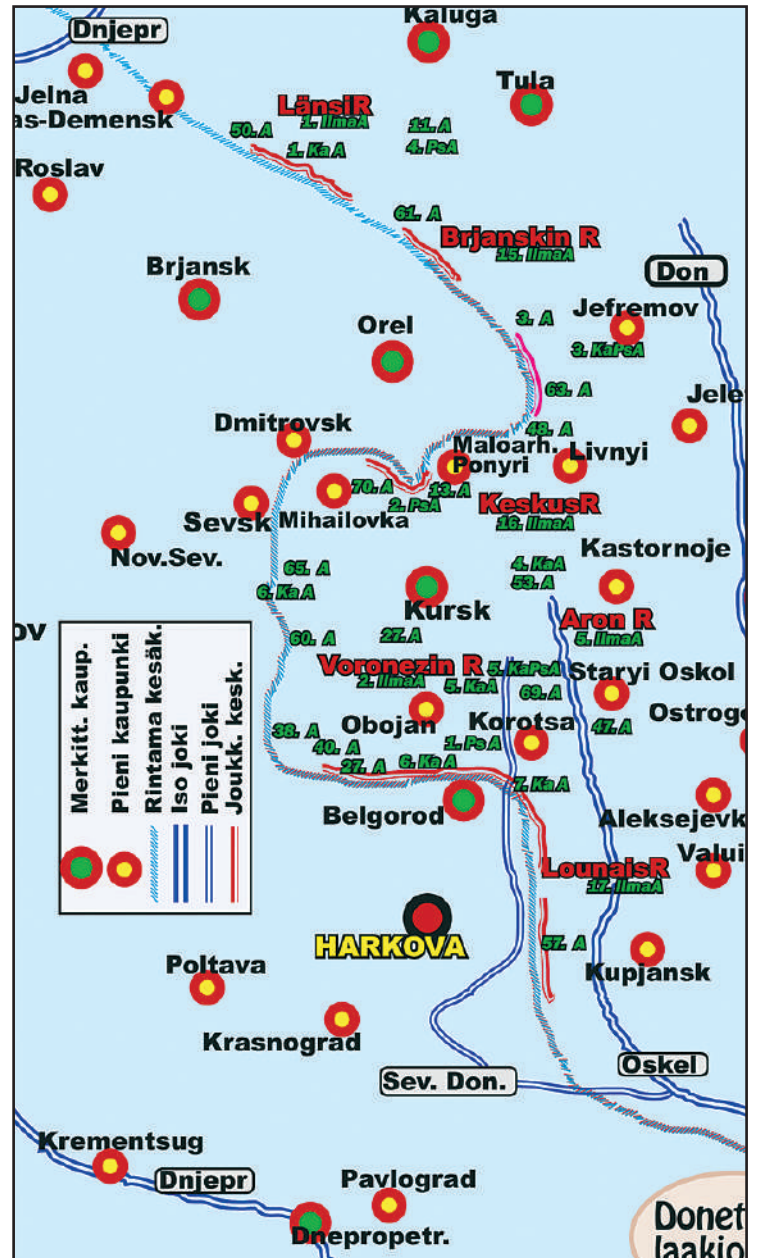 Kaluga
Dnjepr
Tula
Jelna
as-Demensk
LänsiR
1. IlmaA
50. A
11. A
1. Ka A
4. PsA
Roslav
61. A
Brjanskin R
15. IlmaA
Brjansk
Don
Jefremov
3. A
Orel
3. KaPsA
63. A
Jele
48. A
Dmitrovsk
Maloarh.
Ponyri
Livnyi
70. A
13. A
2. PsA
Sevsk
Mihailovka
KeskusR
16. IlmaA
Nov.Sev.
Kastornoje
4. KaA
65. A
53. A
6. Ka A
Kursk
Aron R
5. IlmaA
ov
60. A
27. A
Voronezin R
5. KaPsA
2. IlmaA
5. KaA
69. A
Staryi Oskol
Obojan
Korotsa
47. A
Ostrog
38. A
40. A
1. Ps A
27. A
6. Ka A
7. Ka A
Belgorod
Aleksejevk
Valui
LounaisR
17. IlmaA
HARKOVA
57. A
Kupjansk
Poltava
Krasnograd
Oskel
Sev. Don.
Krementsug
Dnjepr
Pavlograd
Dnepropetr.
Donet
laakio
Merkitt. kaup.
Pieni kaupunki
Rintama kesäk.
Iso joki
Pieni joki
Joukk. kesk.